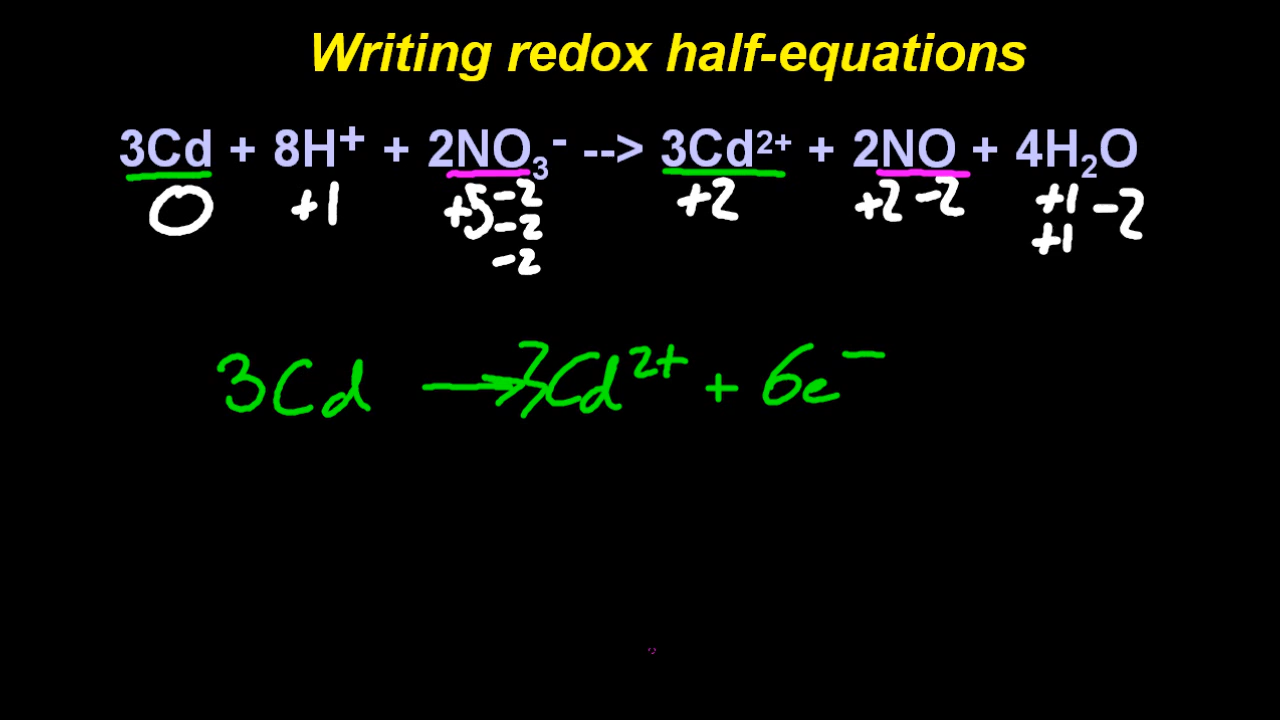 Writing redox half-equations
3Cd + 8H⁺ + 2NO₃⁻ --> 3Cd²⁺ + 2NO + 4H₂O
0 +1 +5 -2 +2 +2 -2 +1 -2
-2 +1
-2
3Cd → 3Cd²⁺ + 6e⁻